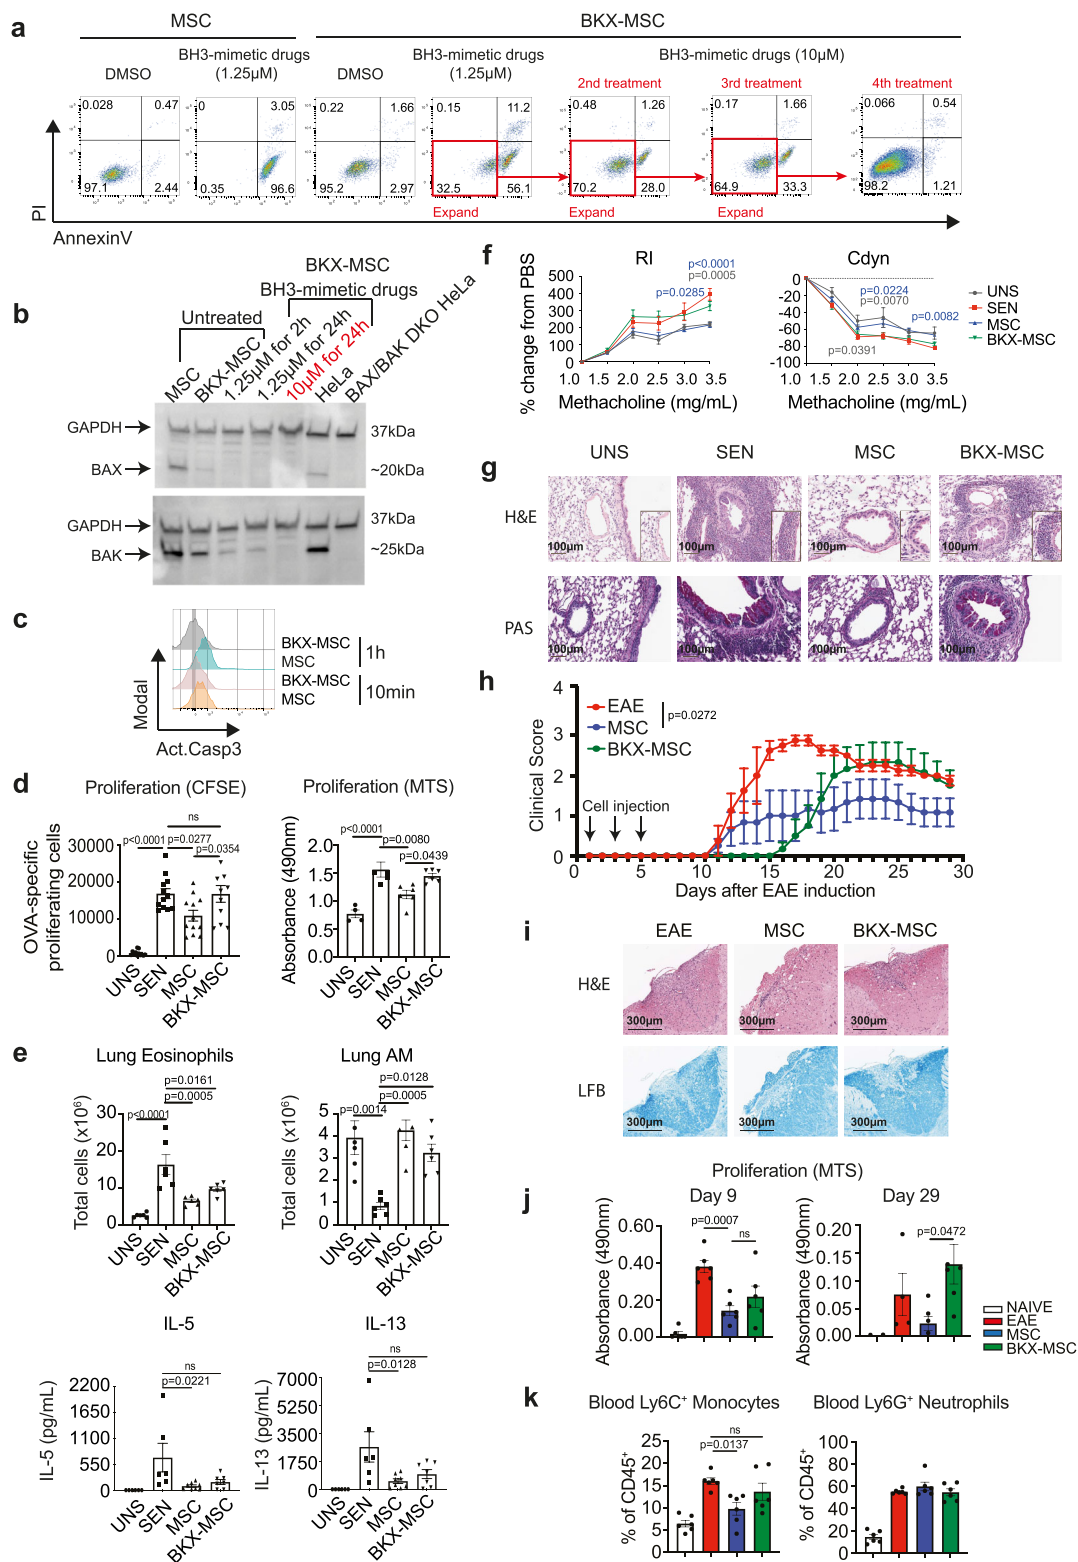 a
MSC
BKX-MSC
DMSO
BH3-mimetic drugs
(1.25µM)
DMSO
BH3-mimetic drugs
(1.25µM)
BH3-mimetic drugs (10µM)
2nd treatment
3rd treatment
4th treatment
0.028 0.47
97.1 2.44
0 3.05
0.35 96.6
0.22 1.66
95.2 2.97
0.15 11.2
32.5 56.1
0.48 1.26
70.2 28.0
0.17 1.66
64.9 33.3
0.066 0.54
98.2 1.21
Expand
Expand
Expand
PI
AnnexinV
b
BKX-MSC
BH3-mimetic drugs
Untreated
MSC
BKX-MSC
1.25µM for 2h
1.25µM for 24h
10µM for 24h
HeLa
BAX/BAK DKO HeLa
GAPDH 37kDa
BAX ~20kDa
GAPDH 37kDa
BAK ~25kDa
c
BKX-MSC
MSC
1h
BKX-MSC
MSC
10min
Modal
Act.Casp3
d
Proliferation (CFSE)
ns
p<0.0001 p=0.0277
p=0.0354
OVA-specific
proliferating cells
30000
20000
10000
0
UNS
SEN
MSC
BKX-MSC
Proliferation (MTS)
p<0.0001
p=0.0080
p=0.0439
Absorbance (490nm)
2.0
1.5
1.0
0.5
0.0
UNS
SEN
MSC
BKX-MSC
e
Lung Eosinophils
p=0.0161
p=0.0005
p<0.0001
Total cells (x10⁶)
30
20
10
0
UNS
SEN
MSC
BKX-MSC
Lung AM
p=0.0128
p=0.0005
p=0.0014
Total cells (x10⁶)
5
4
3
2
1
0
UNS
SEN
MSC
BKX-MSC
IL-5
ns
p=0.0221
IL-5 (pg/mL)
2200
1650
1100
550
0
UNS
SEN
MSC
BKX-MSC
IL-13
ns
p=0.0128
IL-13 (pg/mL)
7000
5250
3500
1750
0
UNS
SEN
MSC
BKX-MSC
f
RI
p<0.0001
p=0.0005
p=0.0285
% change from PBS
400
300
200
100
0
1.0 1.5 2.0 2.5 3.0 3.5
Methacholine (mg/mL)
Cdyn
p=0.0224
p=0.0070
p=0.0082
p=0.0391
0
-20
-40
-60
-80
-100
1.0 1.5 2.0 2.5 3.0 3.5
Methacholine (mg/mL)
UNS
SEN
MSC
BKX-MSC
g
UNS SEN MSC BKX-MSC
H&E
100µm 100µm 100µm 100µm
PAS
100µm 100µm 100µm 100µm
h
EAE
MSC
BKX-MSC
p=0.0272
Cell injection
Clinical Score
4
3
2
1
0
0 5 10 15 20 25 30
Days after EAE induction
i
EAE MSC BKX-MSC
H&E
300µm 300µm 300µm
LFB
300µm 300µm 300µm
j
Proliferation (MTS)
Day 9
p=0.0007
ns
Absorbance (490nm)
0.60
0.40
0.20
0.00
Day 29
p=0.0472
Absorbance (490nm)
0.20
0.15
0.10
0.05
0.00
NAIVE
EAE
MSC
BKX-MSC
k
Blood Ly6C⁺ Monocytes
ns
p=0.0137
% of CD45⁺
25
20
15
10
5
0
Blood Ly6G⁺ Neutrophils
% of CD45⁺
100
80
60
40
20
0